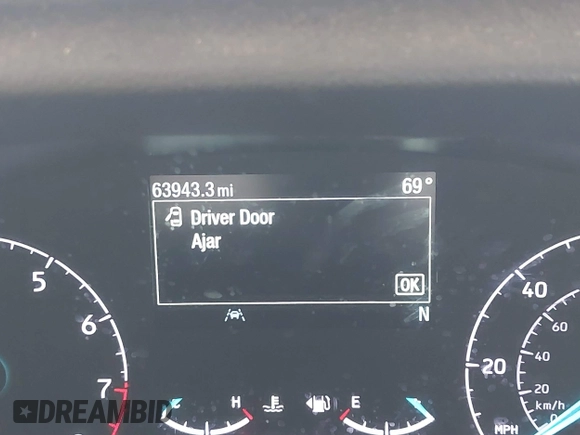 63943.3 mi 69°
Driver Door
Ajar
OK
N
5
6
7
H
E
40
20
MPH
60
40
20
km/h
0
DREAMBID